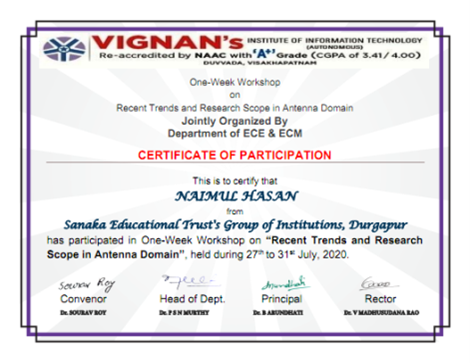 VIGNAN'S INSTITUTE OF INFORMATION TECHNOLOGY
(AUTONOMOUS)
Re-accredited by NAAC with 'A+' Grade (CGPA of 3.41/4.00)
DUVVADA, VISAKHAPATNAM
One-Week Workshop
on
Recent Trends and Research Scope in Antenna Domain
Jointly Organized By
Department of ECE & ECM
CERTIFICATE OF PARTICIPATION
This is to certify that
NAIMUL HASAN
from
Sanaka Educational Trust's Group of Institutions, Durgapur
has participated in One-Week Workshop on "Recent Trends and Research
Scope in Antenna Domain", held during 27th to 31st July, 2020.
Sourav Roy
Convenor Head of Dept. Principal Rector
Dr. SOURAV ROY Dr. P S N MURTHY Dr. B ARUNDHATI Dr. V MADHUSUDANA RAO